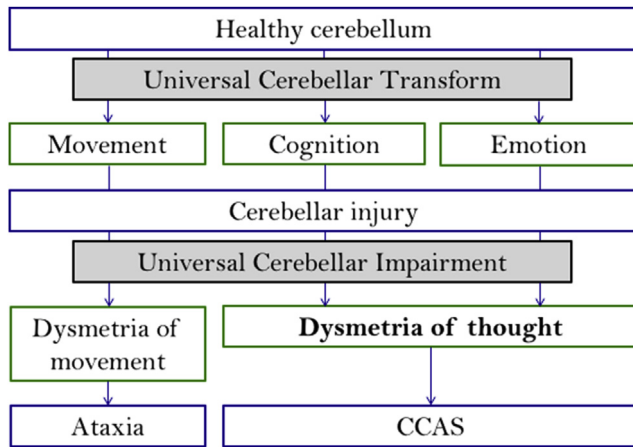 Healthy cerebellum
Universal Cerebellar Transform
Movement
Cognition
Emotion
Cerebellar injury
Universal Cerebellar Impairment
Dysmetria of
movement
Dysmetria of thought
Ataxia
CCAS